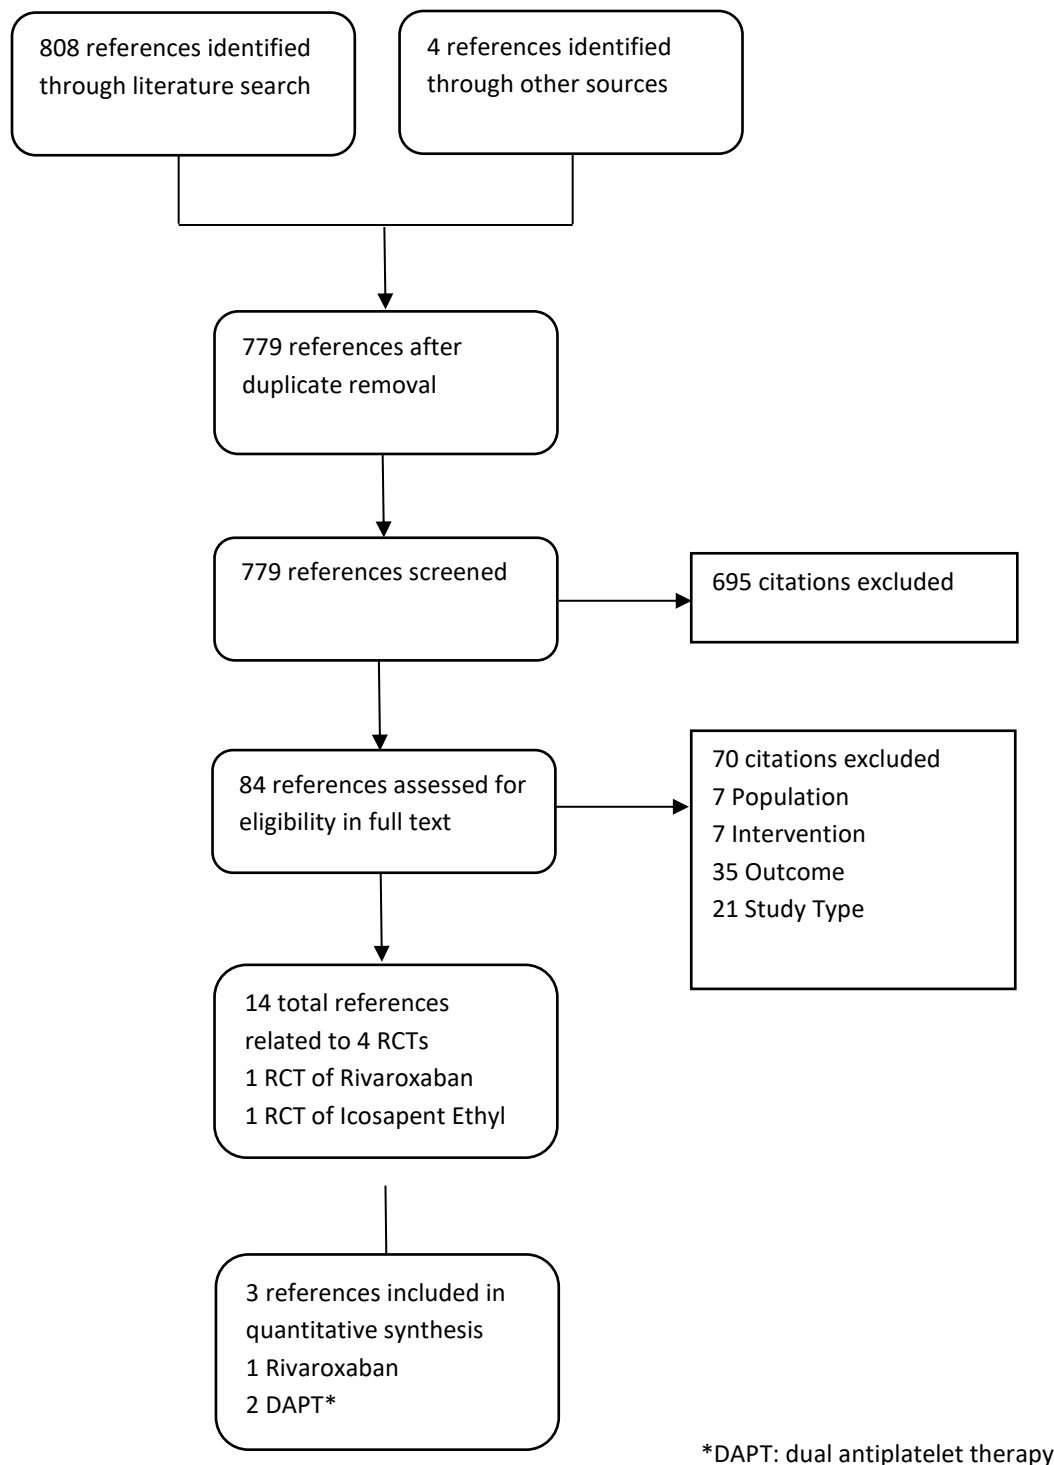 808 references identified
through literature search
4 references identified
through other sources
779 references after
duplicate removal
779 references screened
695 citations excluded
84 references assessed for
eligibility in full text
70 citations excluded
7 Population
7 Intervention
35 Outcome
21 Study Type
14 total references
related to 4 RCTs
1 RCT of Rivaroxaban
1 RCT of Icosapent Ethyl
3 references included in
quantitative synthesis
1 Rivaroxaban
2 DAPT*
*DAPT: dual antiplatelet therapy